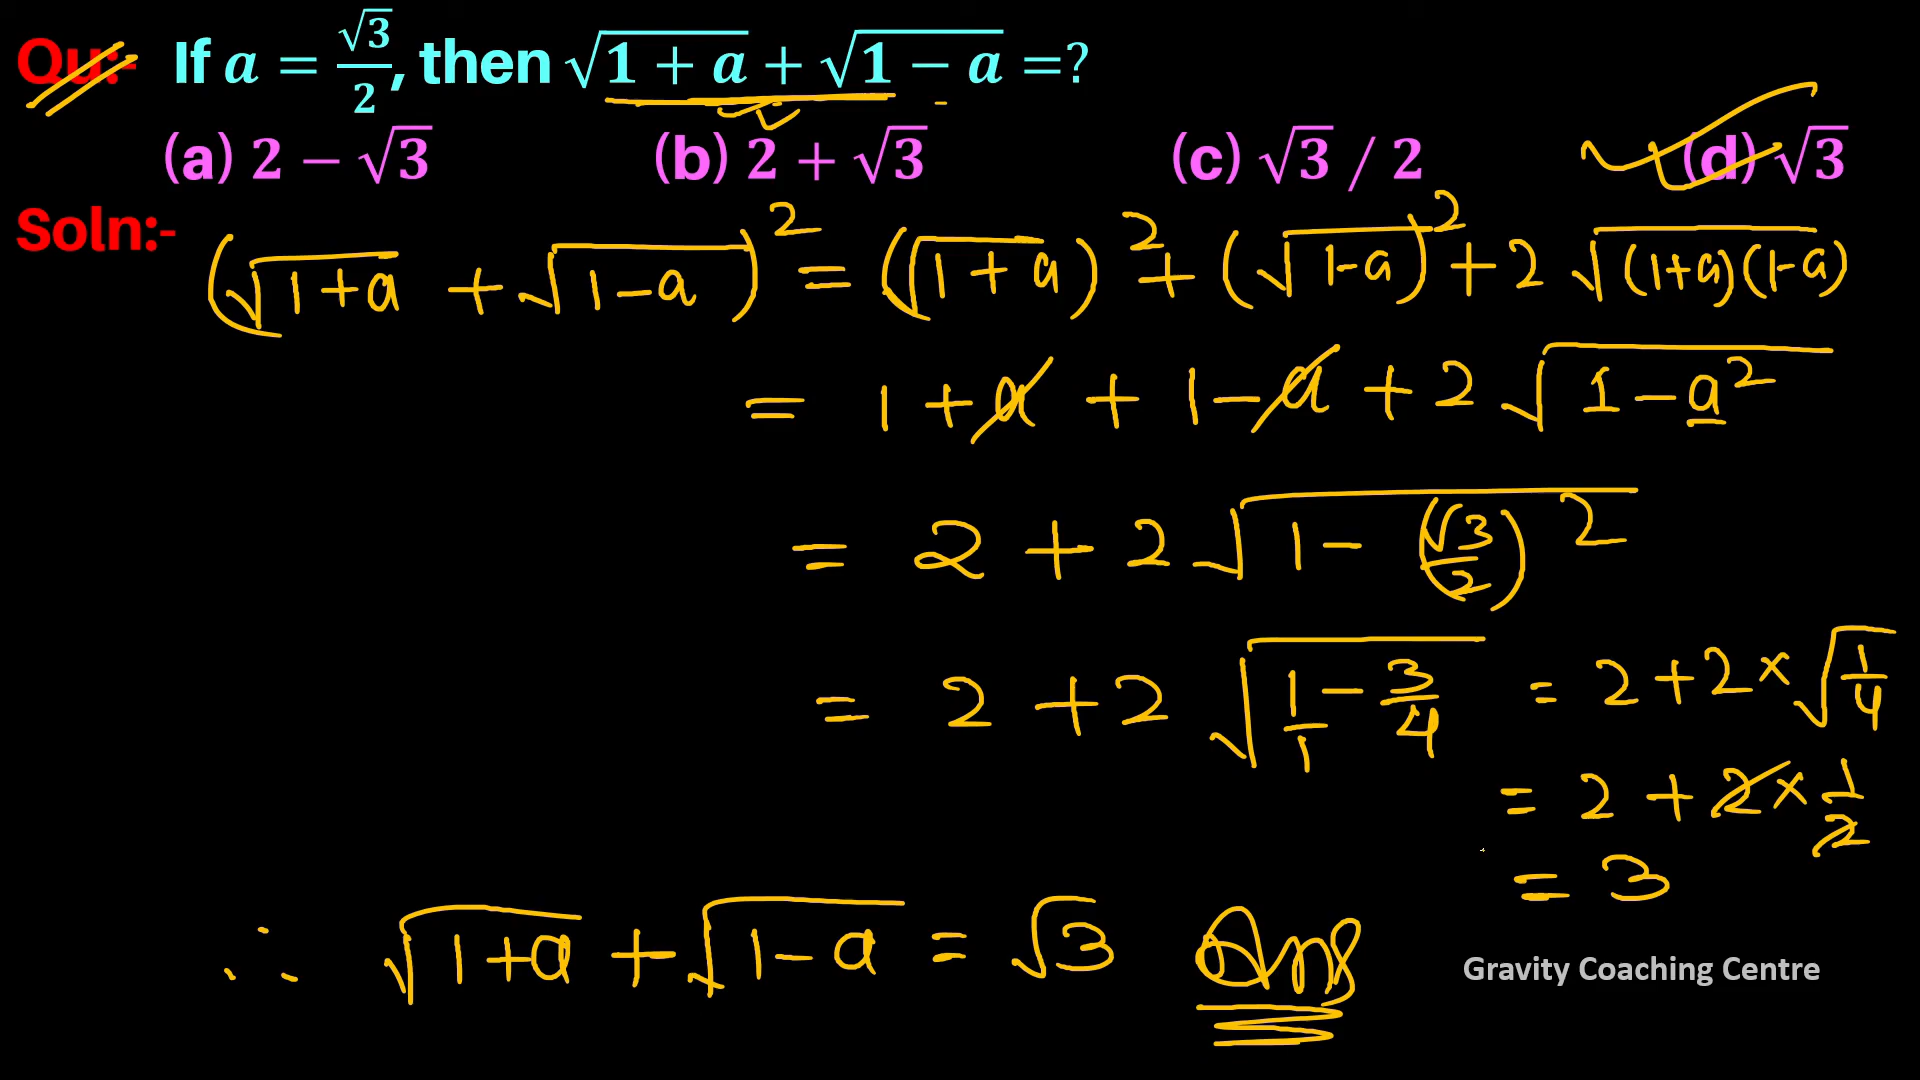 Qu:- If a = √3/2, then √(1 + a) + √(1 − a) =?
(a) 2 − √3 (b) 2 + √3 (c) √3 / 2 (d) √3
Soln:- (√(1+a) + √(1-a))² = (√(1+a))² + (√(1-a))² + 2 √((1+a)(1-a))
= 1 + a + 1 - a + 2 √(1 - a²)
= 2 + 2 √(1 - (√3/2)²)
= 2 + 2 √(1/1 - 3/4) = 2 + 2 × √(1/4)
= 2 + 2 × 1/2
= 3
∴ √(1+a) + √(1-a) = √3 Ans
Gravity Coaching Centre